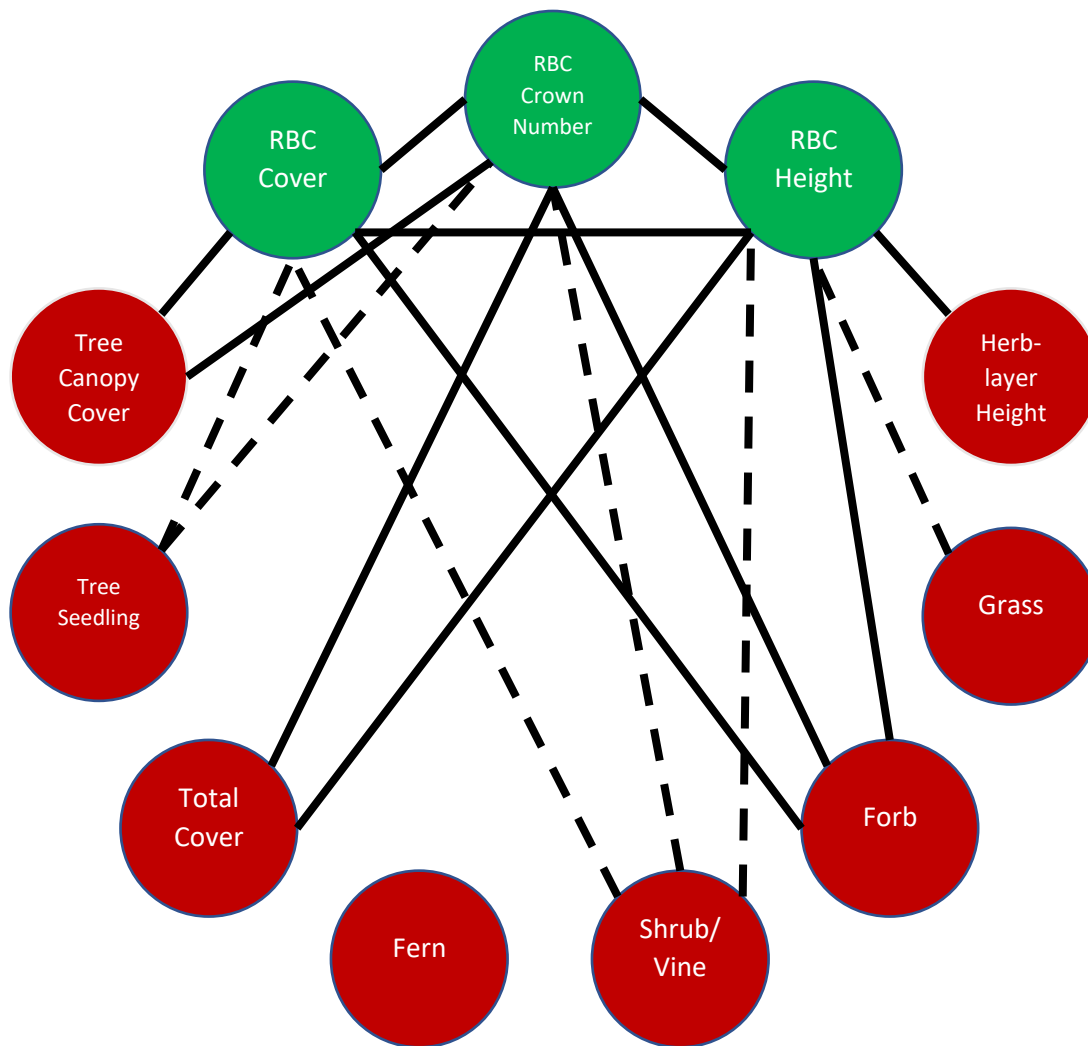 RBC
Crown
Number
RBC
Cover
RBC
Height
Tree
Canopy
Cover
Herb-
layer
Height
Tree
Seedling
Grass
Total
Cover
Forb
Fern
Shrub/
Vine